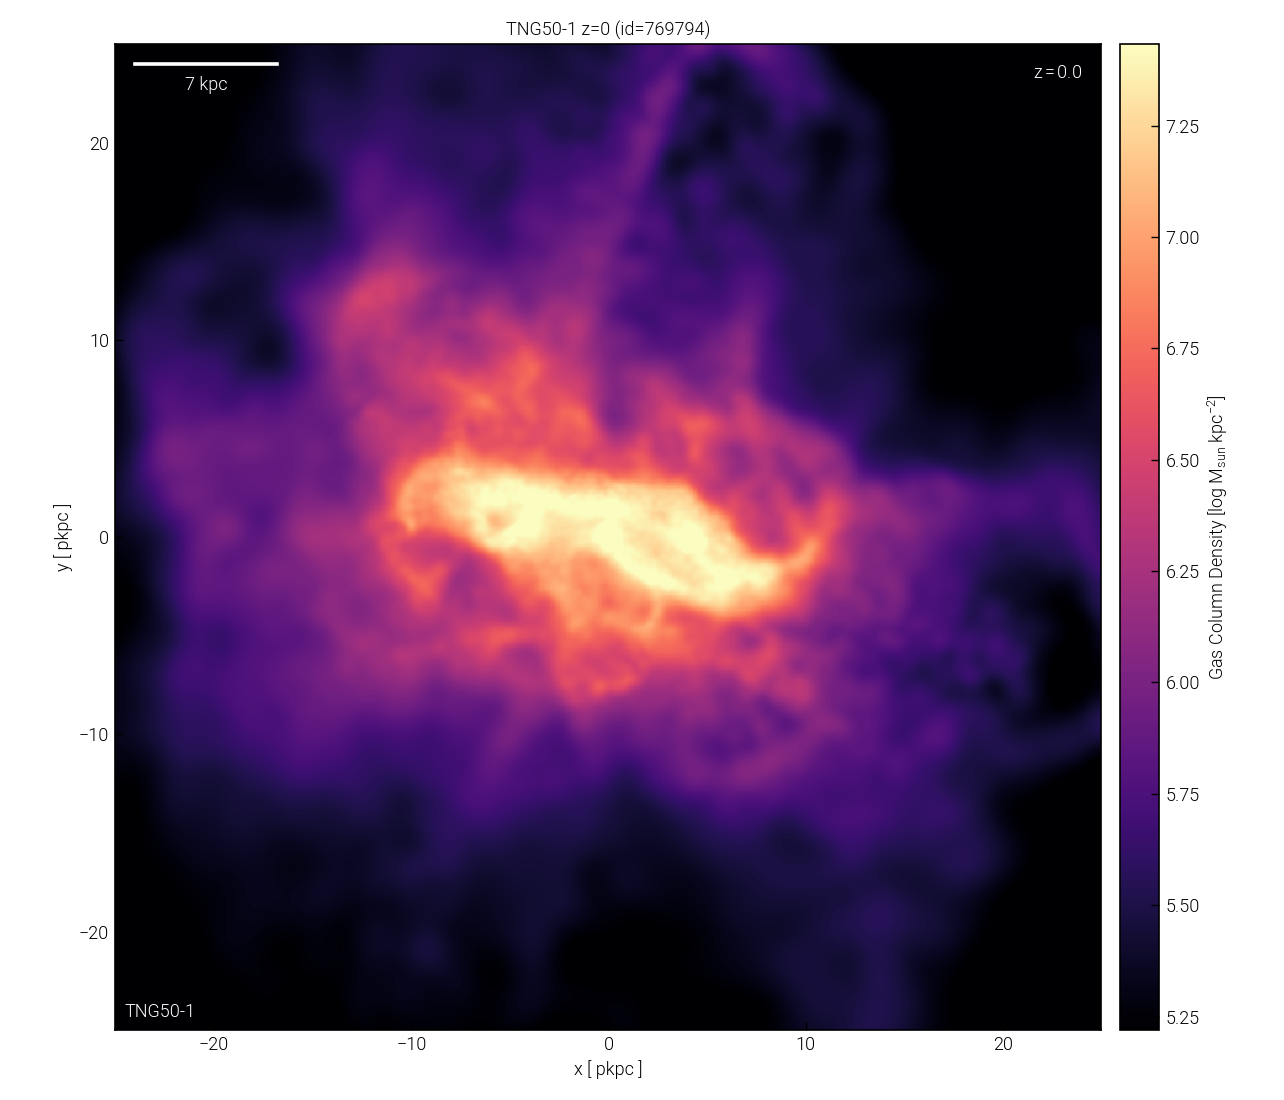 TNG50-1 z=0 (id=769794)
7 kpc
z=0.0
TNG50-1
20
10
0
−10
−20
y [ pkpc ]
−20
−10
0
10
20
x [ pkpc ]
7.25
7.00
6.75
6.50
6.25
6.00
5.75
5.50
5.25
Gas Column Density [log M_sun kpc⁻²]